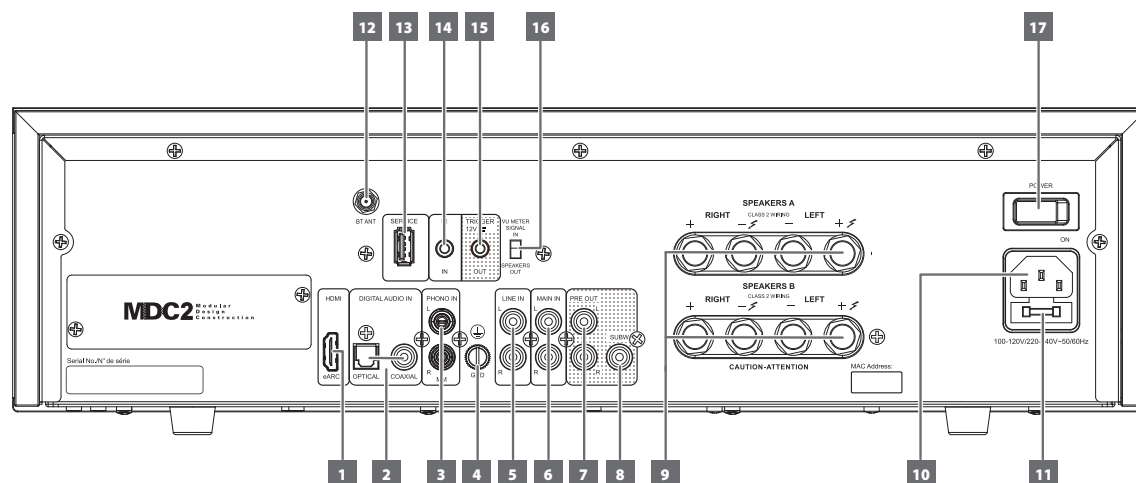 12 13 14 15 16 17
POWER
ON
BT ANT
SERVICE
IN
TRIGGER
12V
OUT
VU METER
SIGNAL
IN
SPEAKERS
OUT
SPEAKERS A
RIGHT CLASS 2 WIRING LEFT
+ − − +
SPEAKERS B
RIGHT CLASS 2 WIRING LEFT
+ − − +
CAUTION-ATTENTION
MAC Address:
100-120V/220- 40V~50/60Hz
MDC2 Modular
Design
Construction
Serial No./N° de série
HDMI
eARC
DIGITAL AUDIO IN
OPTICAL COAXIAL
PHONO IN
L
R
MM
LINE IN
L
R
MAIN IN
L
R
PRE OUT
L
R
SUBW
1 2 3 4 5 6 7 8 9 10 11